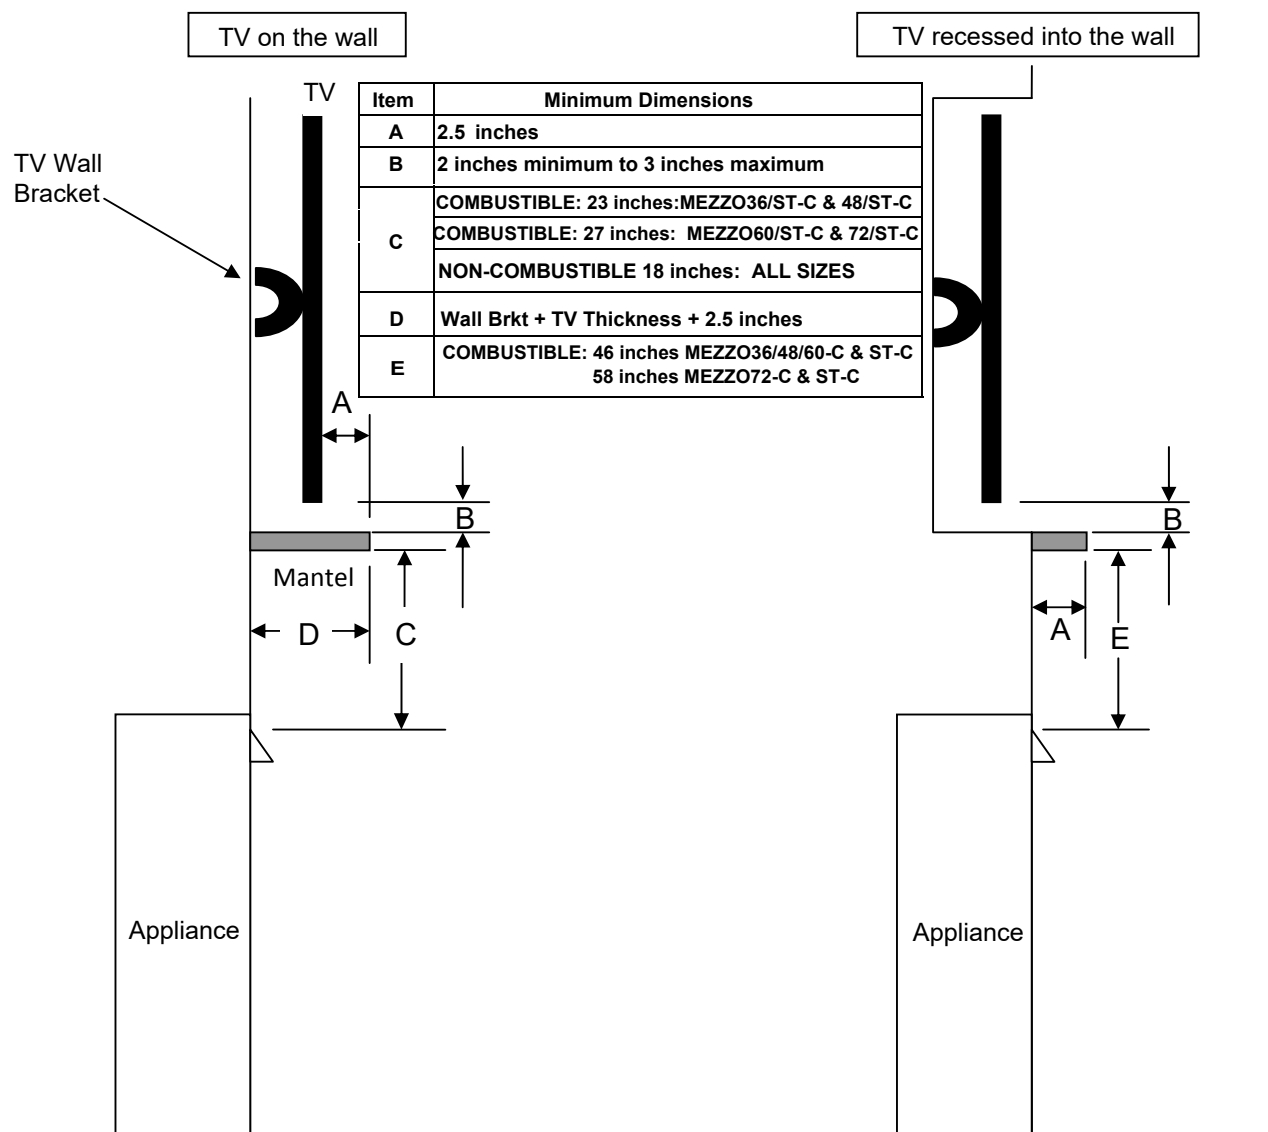 TV on the wall
TV recessed into the wall
TV
TV Wall
Bracket
Item Minimum Dimensions
A 2.5 inches
B 2 inches minimum to 3 inches maximum
C
COMBUSTIBLE: 23 inches:MEZZO36/ST-C & 48/ST-C
COMBUSTIBLE: 27 inches: MEZZO60/ST-C & 72/ST-C
NON-COMBUSTIBLE 18 inches: ALL SIZES
D Wall Brkt + TV Thickness + 2.5 inches
E
COMBUSTIBLE: 46 inches MEZZO36/48/60-C & ST-C
58 inches MEZZO72-C & ST-C
A
B
Mantel
D
C
Appliance
B
A
E
Appliance